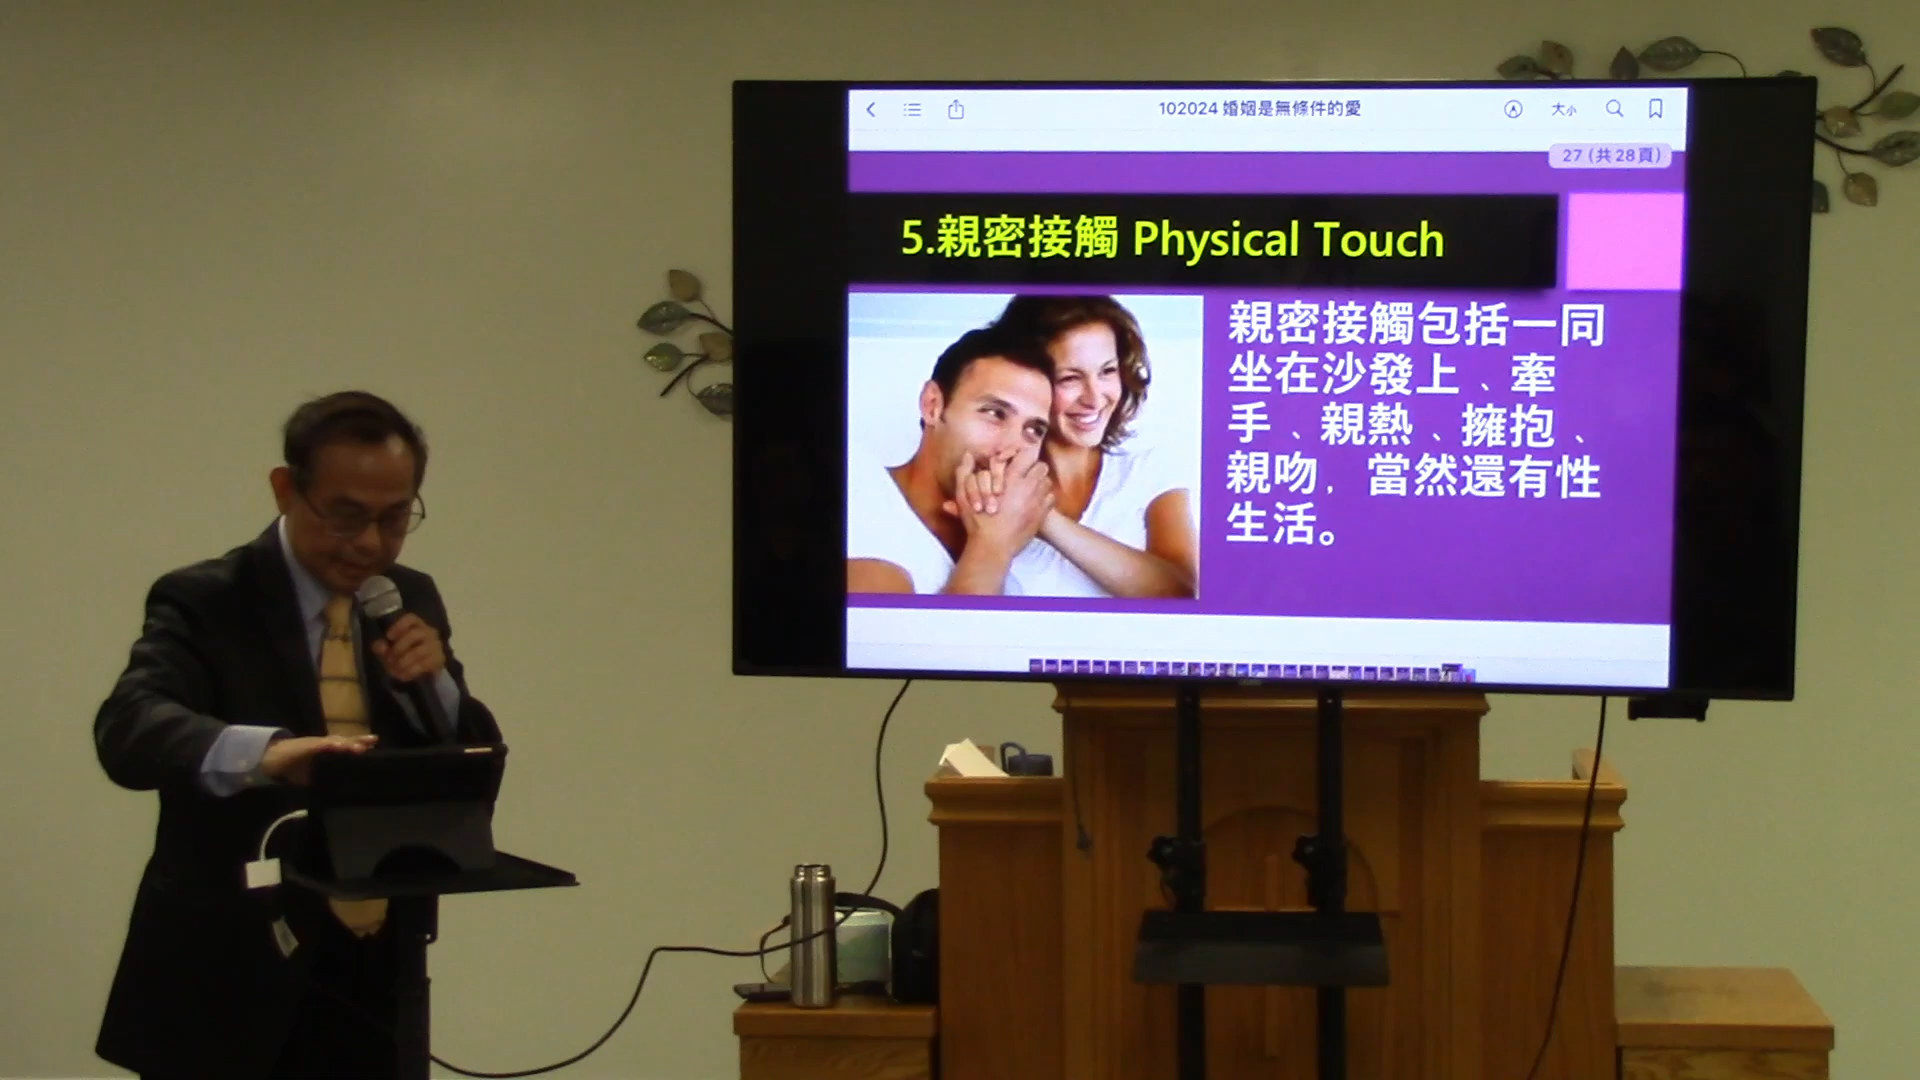 102024 婚姻是無條件的愛
大小
27 (共28頁)
5.親密接觸 Physical Touch
親密接觸包括一同
坐在沙發上、牽
手、親熱、擁抱、
親吻，當然還有性
生活。